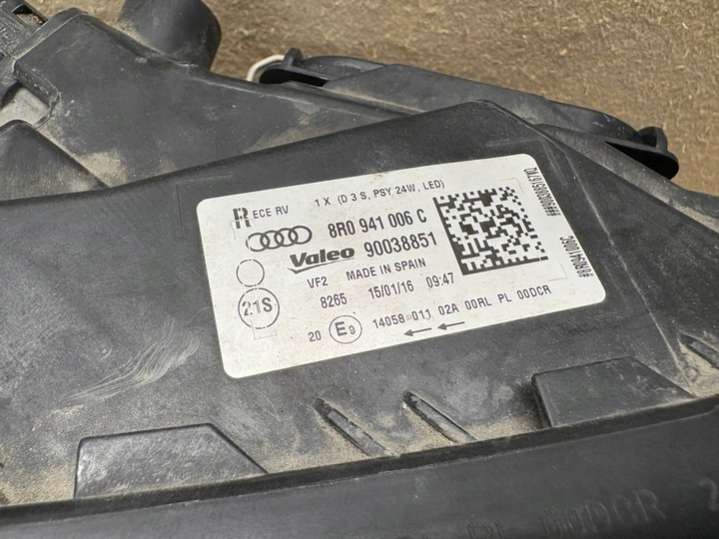 R ECE RV 1 X (D 3 S, PSY 24W, LED)
8R0 941 006 C
Valeo 90038851
VF2 MADE IN SPAIN
21S 8265 15/01/16 09:47
20 E9 14058 011 02A 00RL PL 00DCR
#8R0941006C